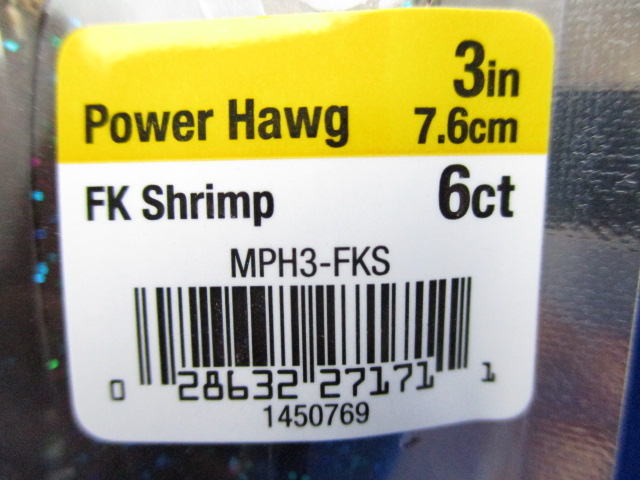 3in
Power Hawg 7.6cm
FK Shrimp 6ct
MPH3-FKS
0 28632 27171 1
1450769